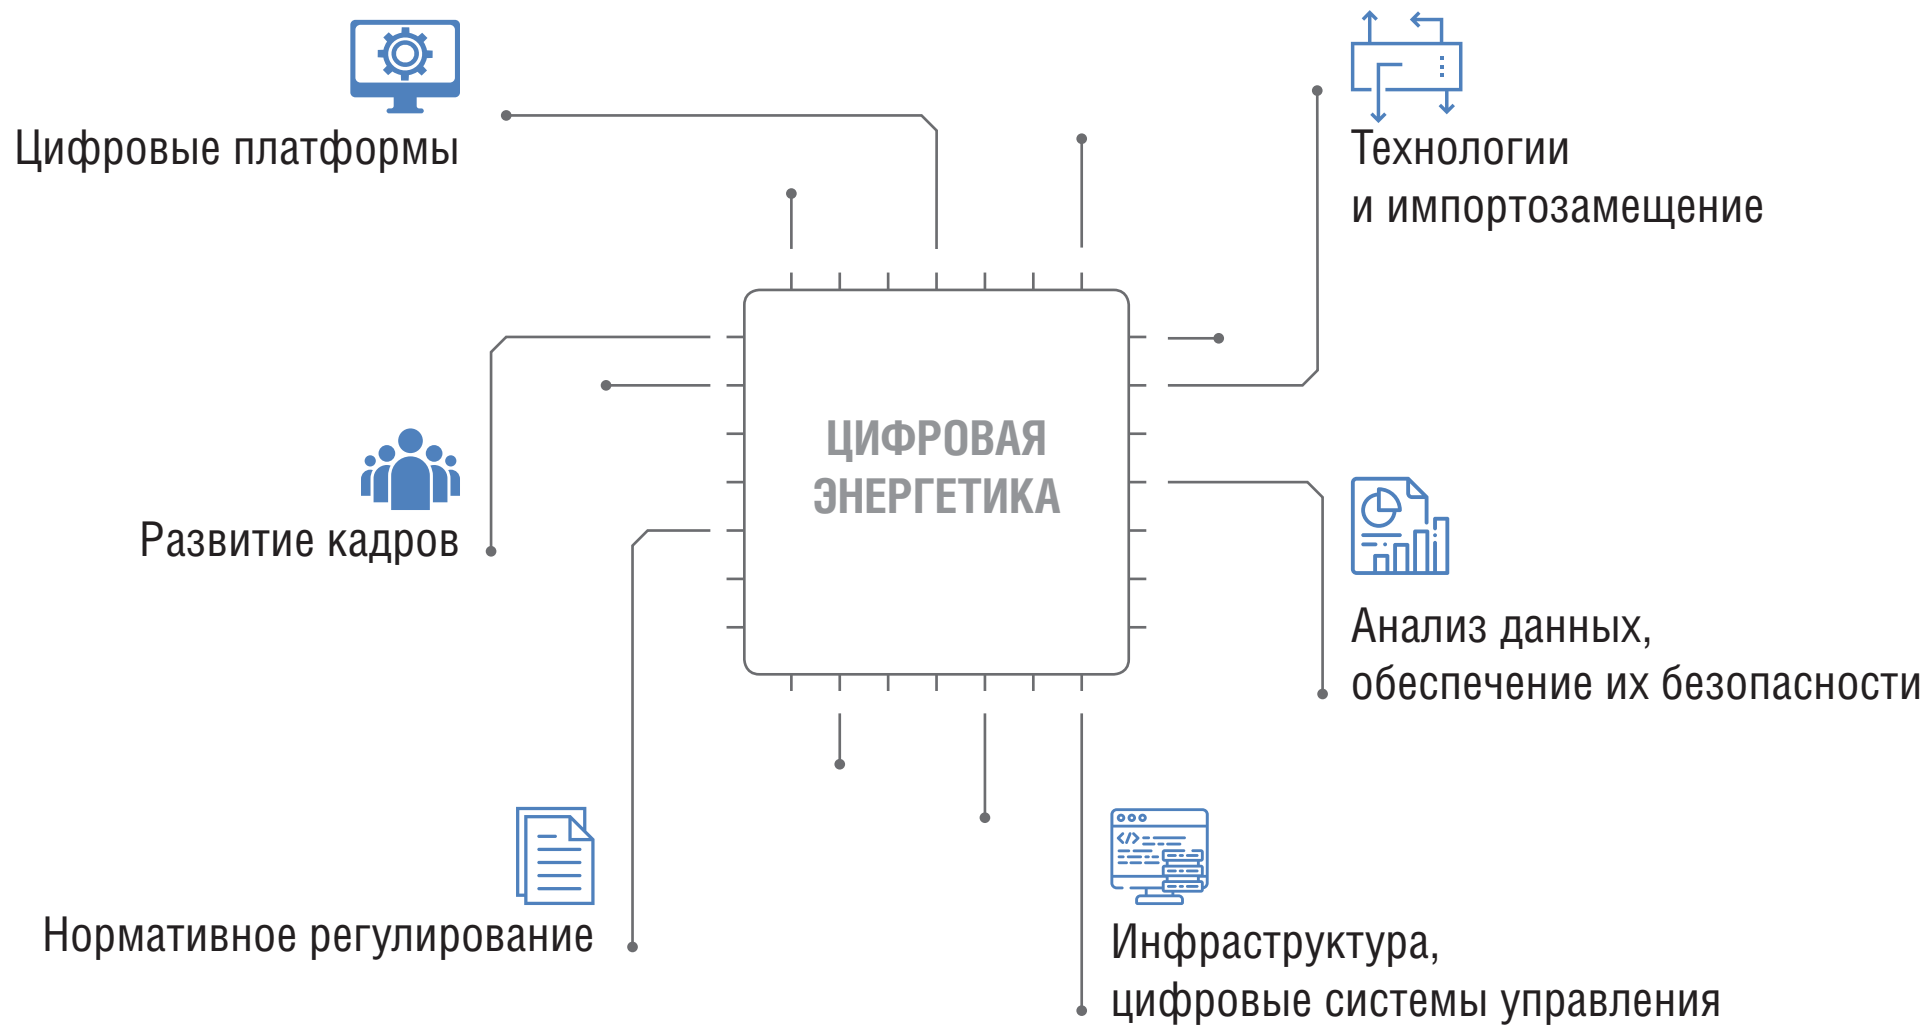 Цифровые платформы
Технологии
и импортозамещение
ЦИФРОВАЯ
ЭНЕРГЕТИКА
Развитие кадров
Анализ данных,
обеспечение их безопасности
Нормативное регулирование
Инфраструктура,
цифровые системы управления